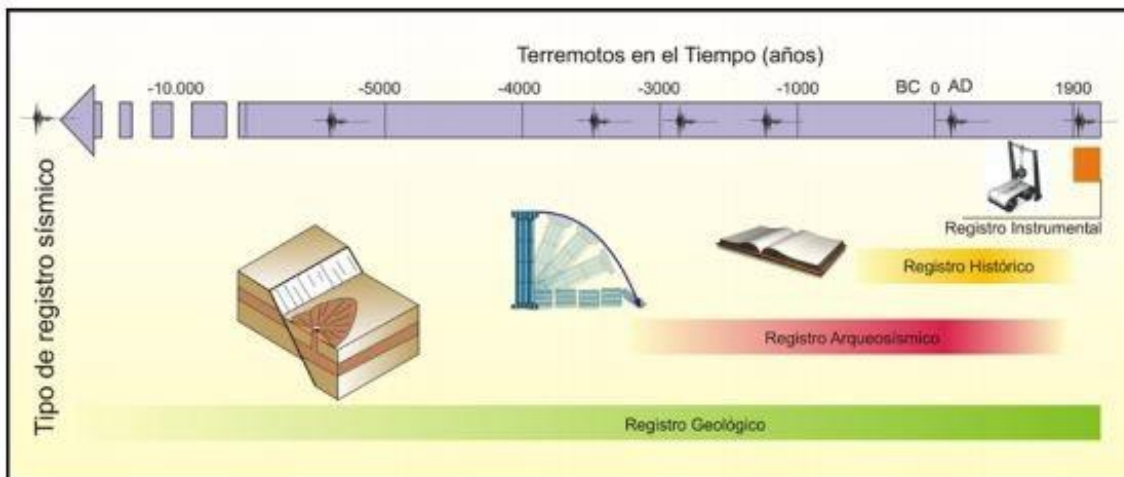 Terremotos en el Tiempo (años)
-10.000 -5000 -4000 -3000 -1000 BC 0 AD 1900
Tipo de registro sísmico
Registro Instrumental
Registro Histórico
Registro Arqueosísmico
Registro Geológico